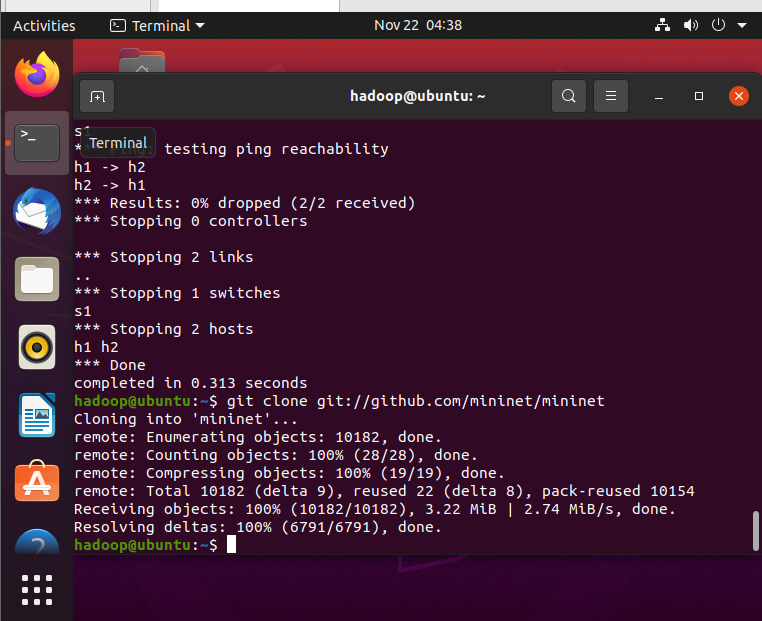 Activities
Terminal
Nov 22 04:38
hadoop@ubuntu: ~
s1
Terminal
testing ping reachability
h1 -> h2
h2 -> h1
*** Results: 0% dropped (2/2 received)
*** Stopping 0 controllers
*** Stopping 2 links
..
*** Stopping 1 switches
s1
*** Stopping 2 hosts
h1 h2
*** Done
completed in 0.313 seconds
hadoop@ubuntu:~$ git clone git://github.com/mininet/mininet
Cloning into 'mininet'...
remote: Enumerating objects: 10182, done.
remote: Counting objects: 100% (28/28), done.
remote: Compressing objects: 100% (19/19), done.
remote: Total 10182 (delta 9), reused 22 (delta 8), pack-reused 10154
Receiving objects: 100% (10182/10182), 3.22 MiB | 2.74 MiB/s, done.
Resolving deltas: 100% (6791/6791), done.
hadoop@ubuntu:~$